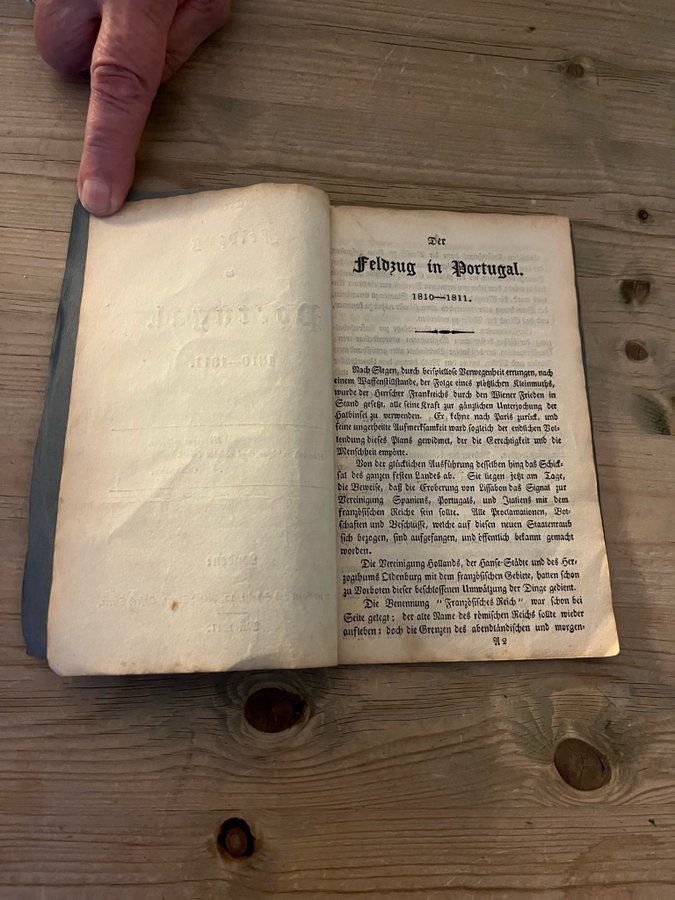 Der
Feldzug in Portugal.
1810—1811.
Nach Siegen, durch beispiellose Verwegenheit errungen, nach
einem Waffenstillstande, der Folge eines plötzlichen Kleinmuths,
wurde der Herrscher Frankreichs durch den Wiener Frieden in
Stand gesetzt, alle seine Kraft zur gänzlichen Unterjochung der
Halbinsel zu verwenden. Er kehrte nach Paris zurück, und
seine ungetheilte Aufmerksamkeit ward sogleich der endlichen Vol-
lendung dieses Plans gewidmet, der die Gerechtigkeit und die
Menschheit empörte.
Von der glücklichen Ausführung desselben hing das Schick-
sal des ganzen festen Landes ab. Sie liegen jetzt am Tage,
die Beweise, daß die Eroberung von Lissabon das Signal zur
Vereinigung Spaniens, Portugals, und Italiens mit dem
französischen Reiche sein sollte. Alle Proclamationen, Bot-
schaften und Beschlüsse, welche auf diesen neuen Staatenraub
sich bezogen, sind aufgefangen, und öffentlich bekannt gemacht
worden.
Die Vereinigung Hollands, der Hanse-Städte und des Her-
zogthums Oldenburg mit dem französischen Gebiete, hatten schon
zu Vorboten dieser beschlossenen Umwälzung der Dinge gedient.
Die Benennung "Französisches Reich" war schon bei
Seite gelegt; der alte Name des römischen Reichs sollte wieder
aufleben: doch die Grenzen des abendländischen und morgen-
A2
Portugal.
1810—1811.